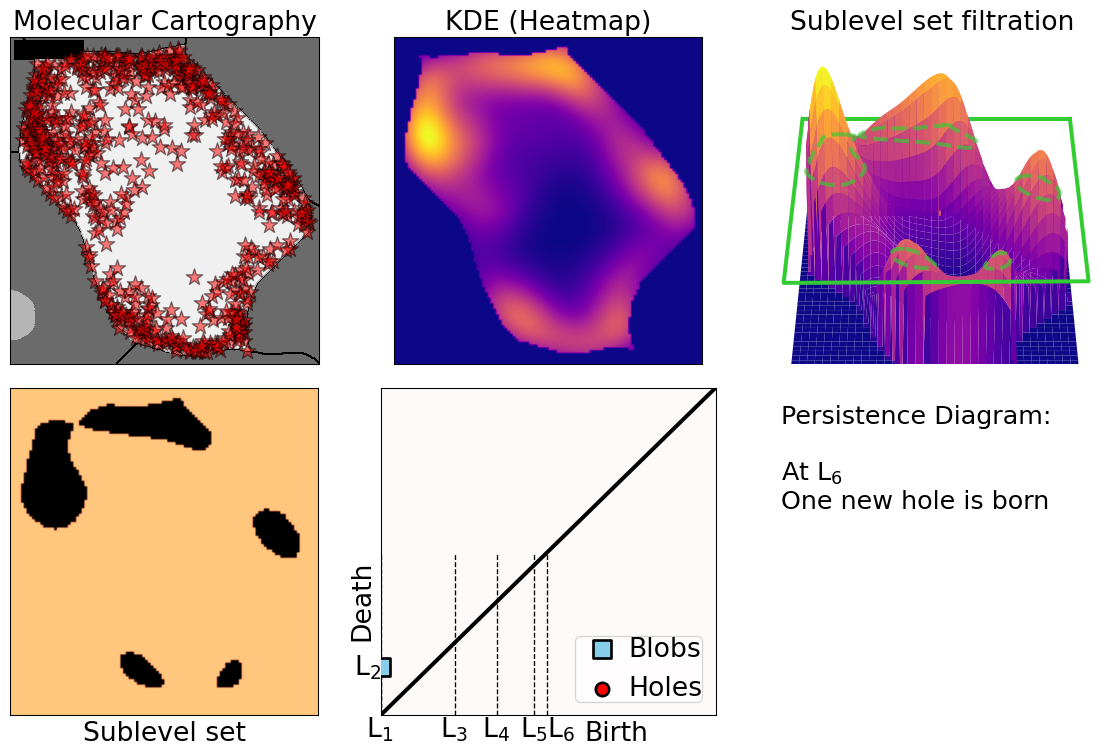 Molecular Cartography
KDE (Heatmap)
Sublevel set filtration
Sublevel set
Death
L₂
Blobs
Holes
L₁
L₃
L₄
L₅
L₆
Birth
Persistence Diagram:
At L₆
One new hole is born